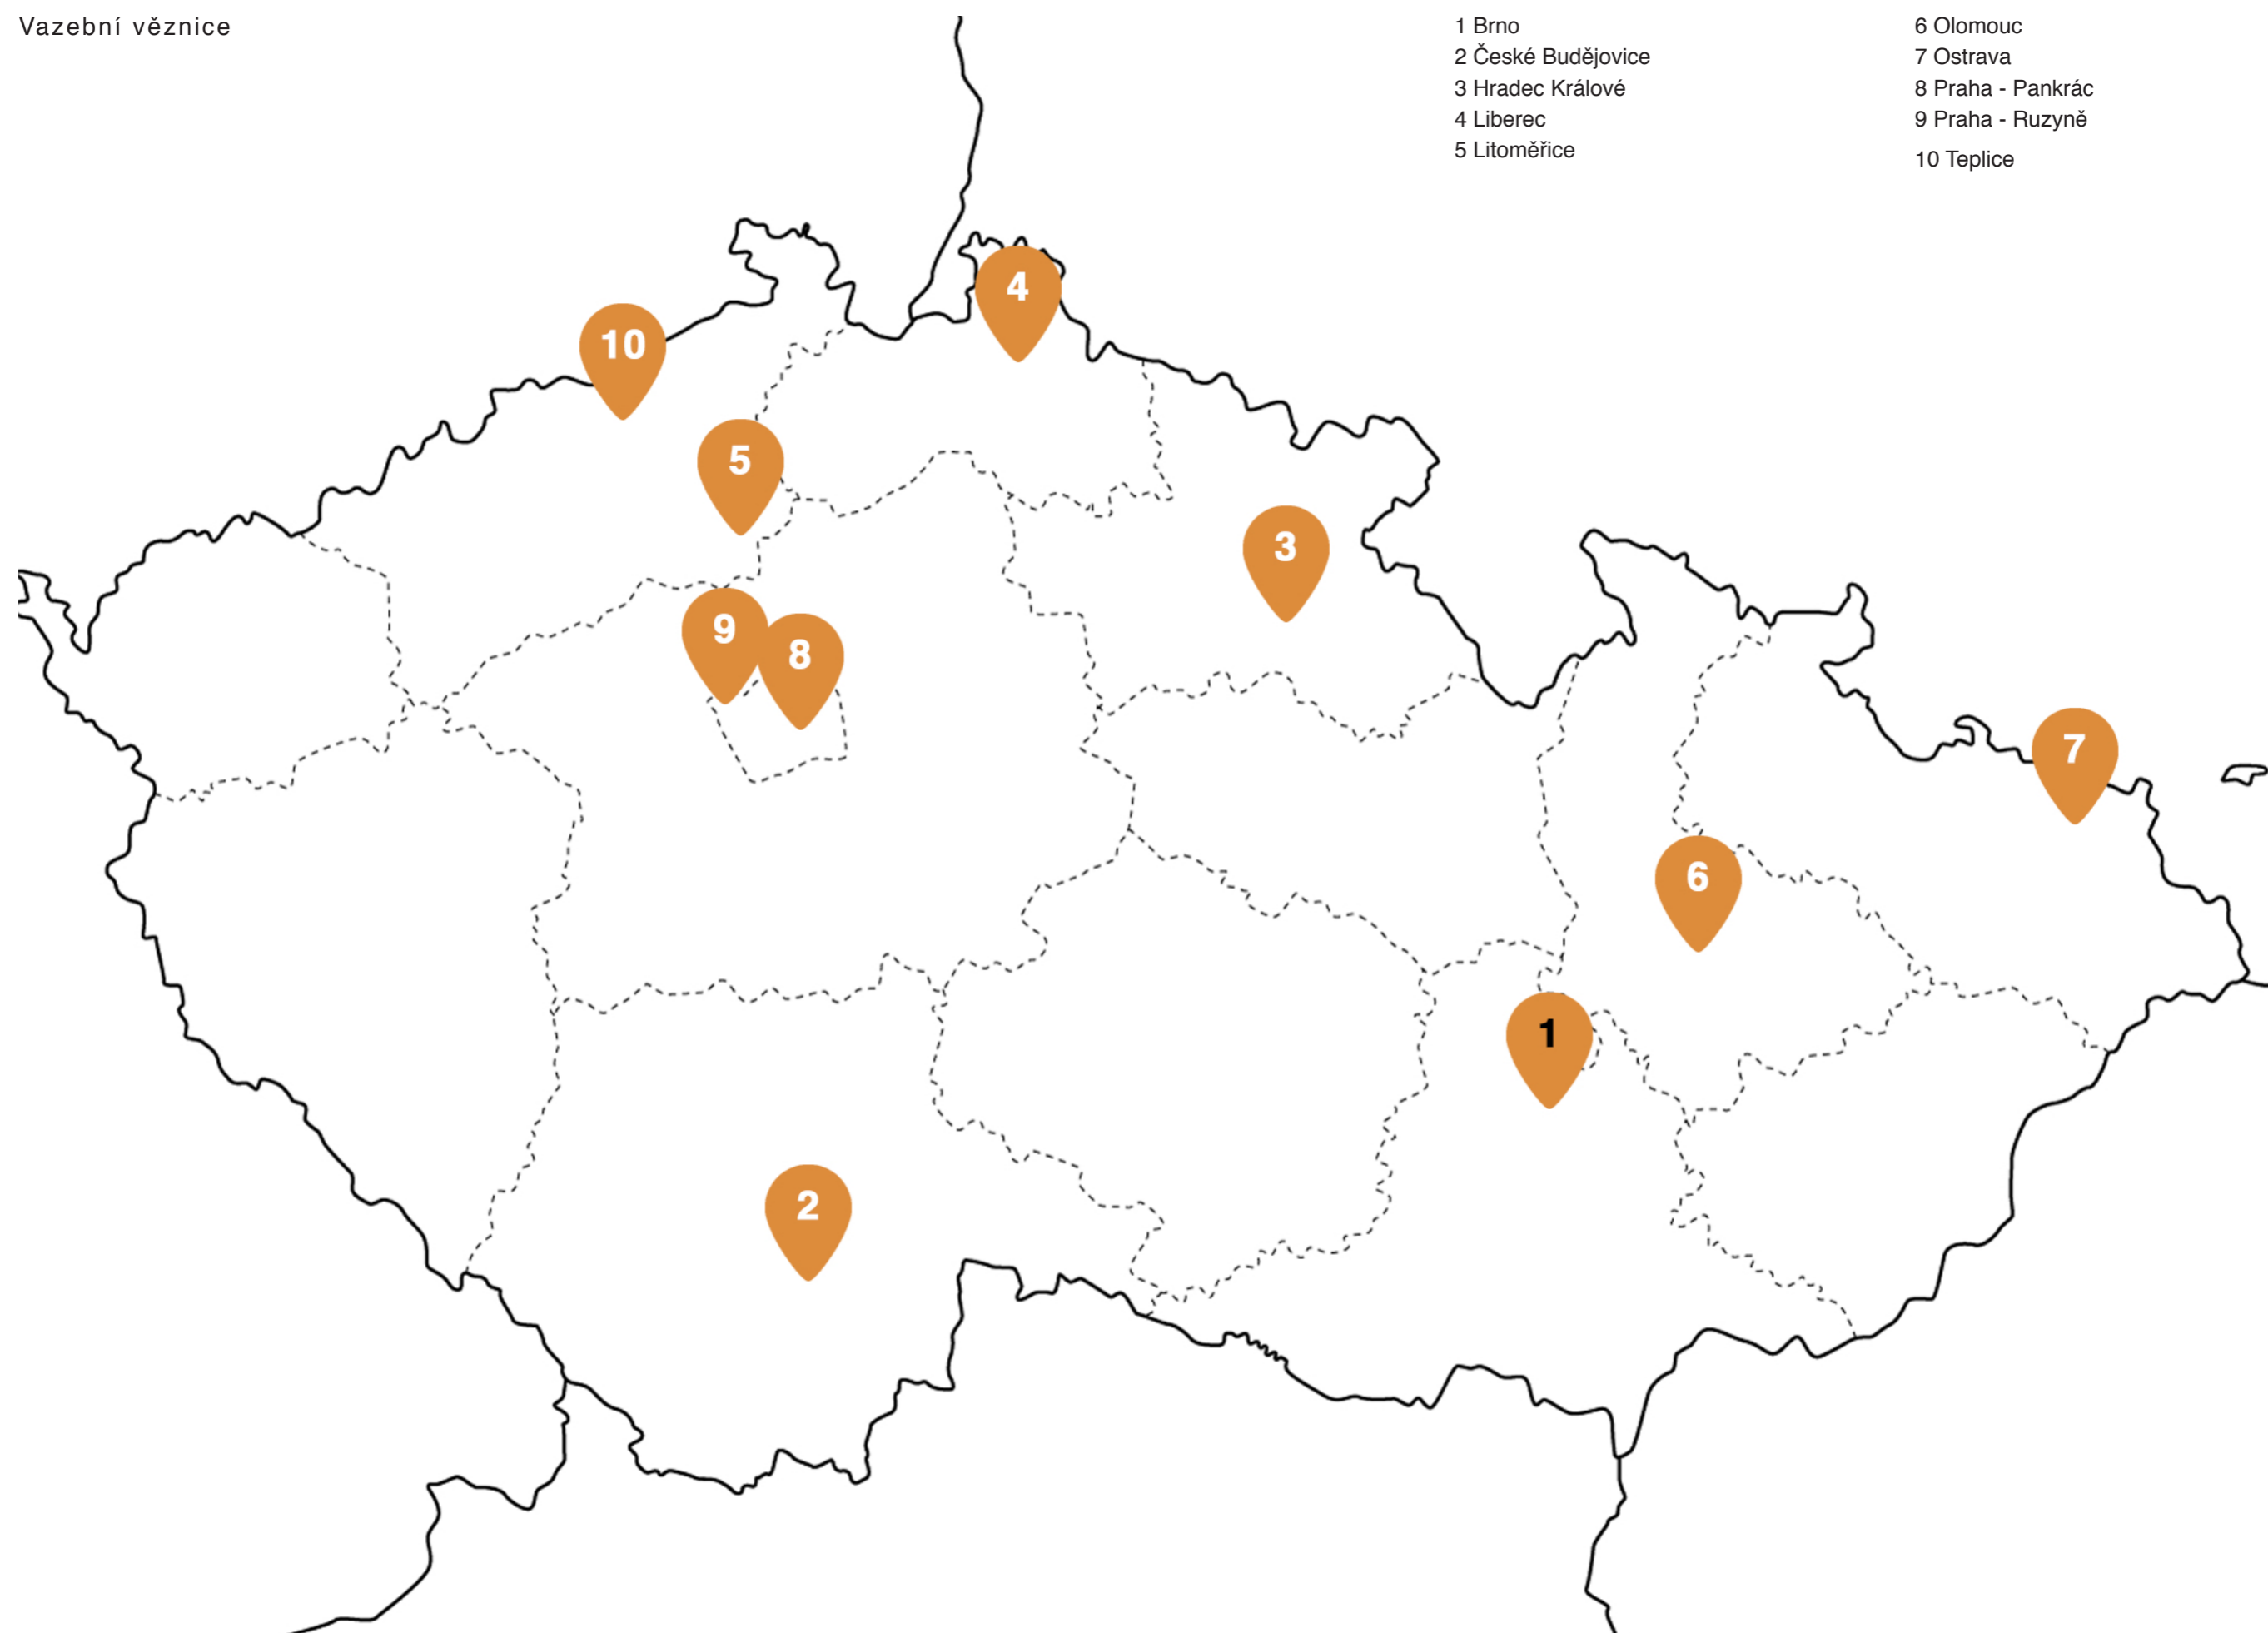 Vazební věznice
1 Brno
2 České Budějovice
3 Hradec Králové
4 Liberec
5 Litoměřice
6 Olomouc
7 Ostrava
8 Praha - Pankrác
9 Praha - Ruzyně
10 Teplice
4
10
5
3
9
8
7
6
1
2